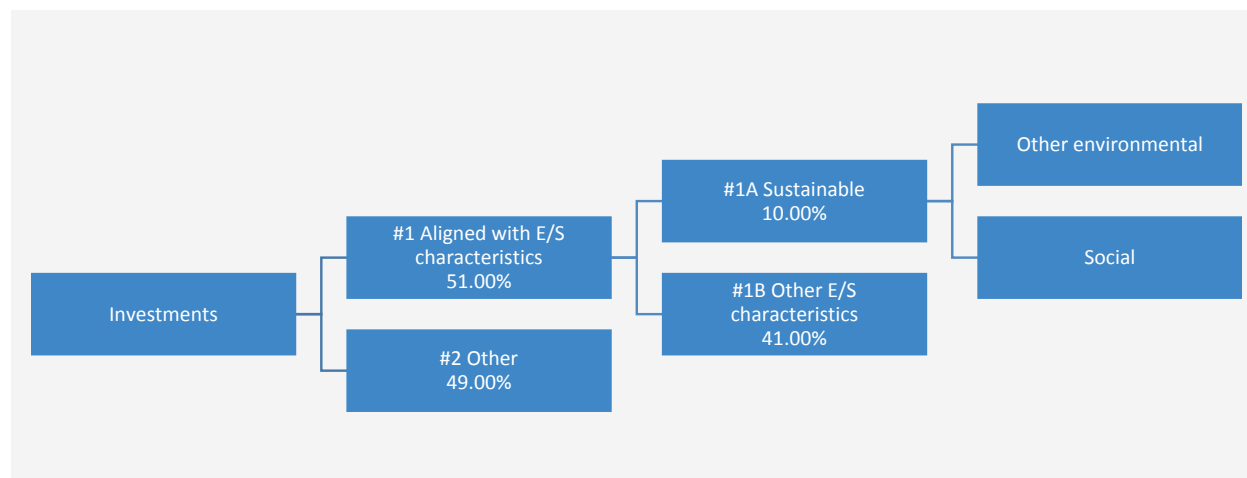 Investments
#1 Aligned with E/S
characteristics
51.00%
#2 Other
49.00%
#1A Sustainable
10.00%
#1B Other E/S
characteristics
41.00%
Other environmental
Social